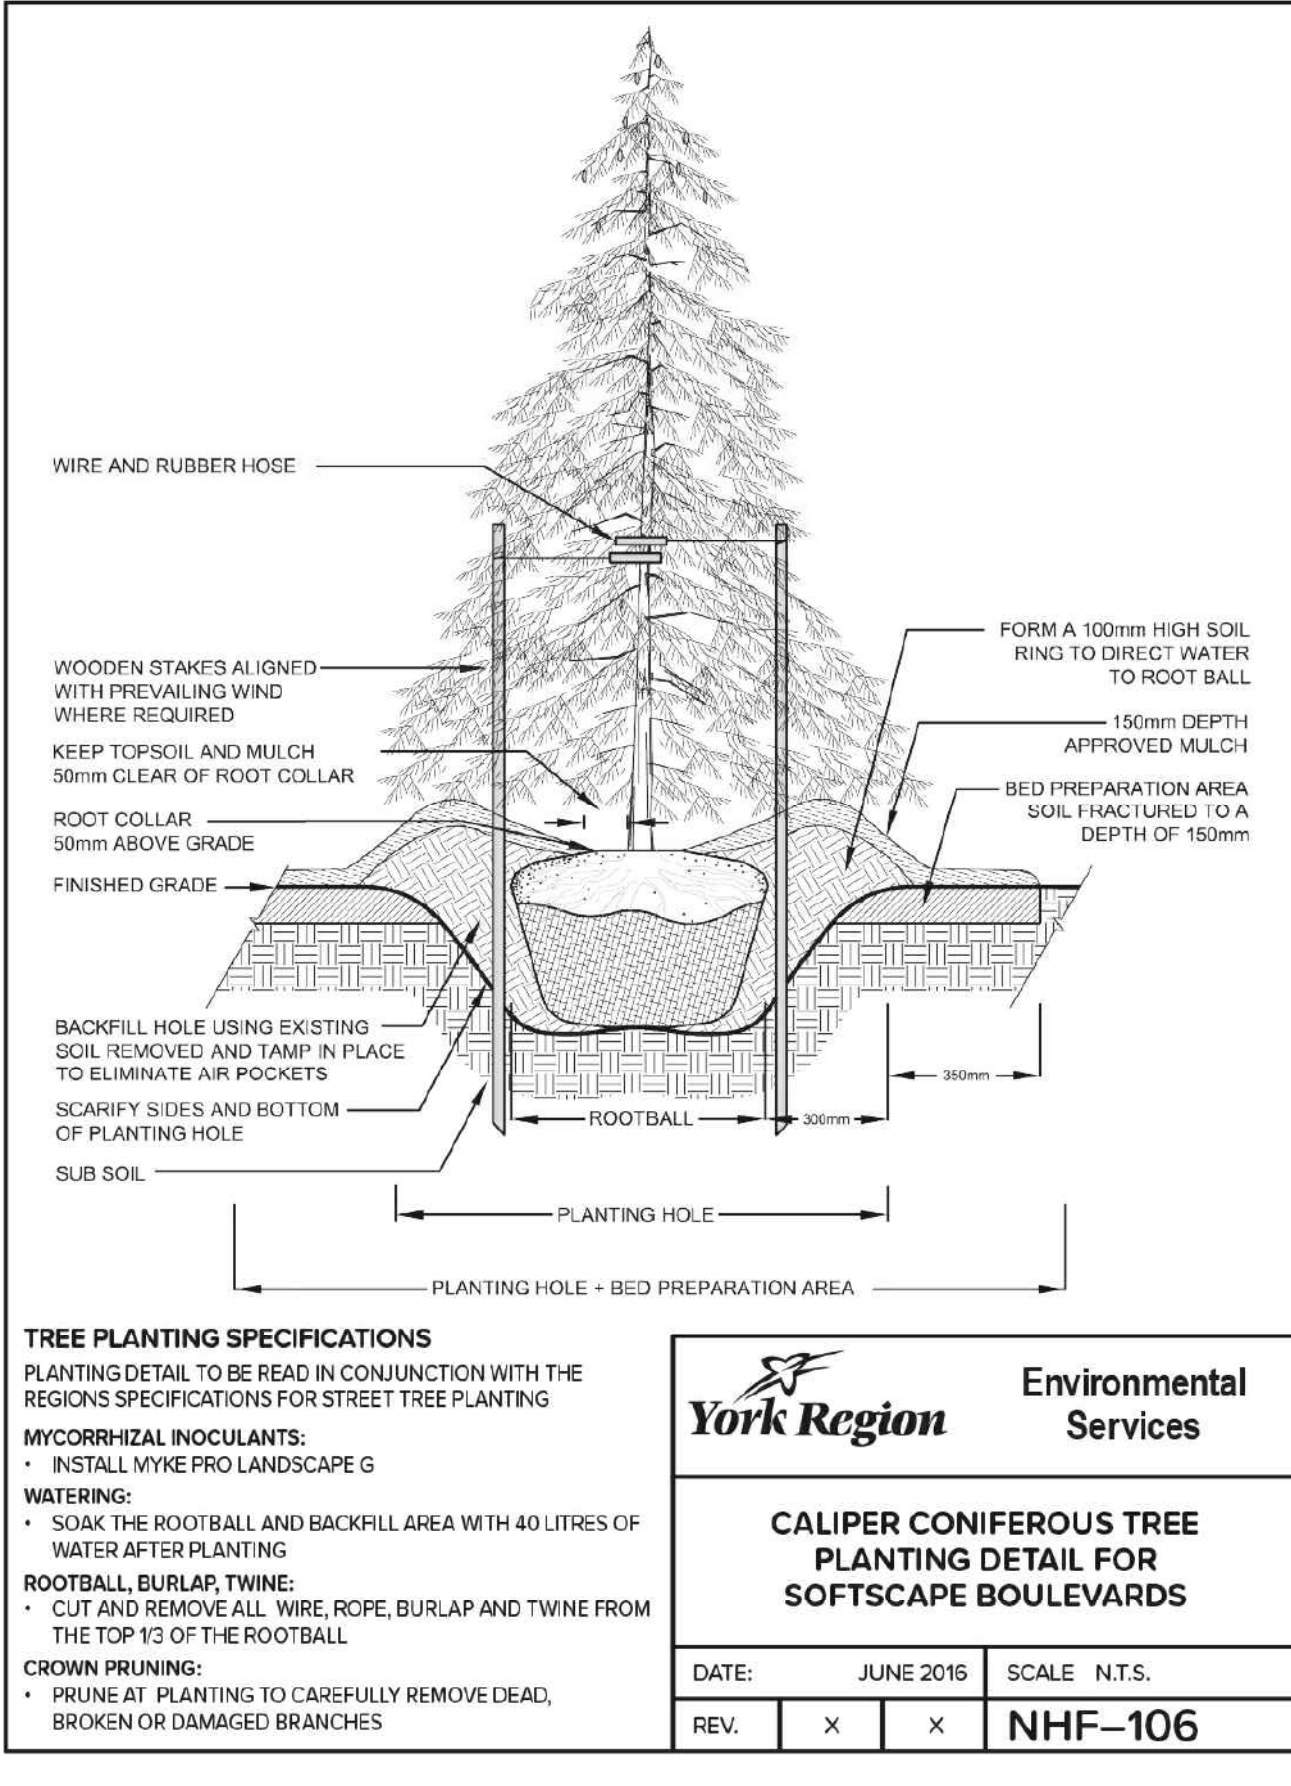 WIRE AND RUBBER HOSE
WOODEN STAKES ALIGNED
WITH PREVAILING WIND
WHERE REQUIRED
KEEP TOPSOIL AND MULCH
50mm CLEAR OF ROOT COLLAR
ROOT COLLAR
50mm ABOVE GRADE
FINISHED GRADE
BACKFILL HOLE USING EXISTING
SOIL REMOVED AND TAMP IN PLACE
TO ELIMINATE AIR POCKETS
SCARIFY SIDES AND BOTTOM
OF PLANTING HOLE
SUB SOIL
FORM A 100mm HIGH SOIL
RING TO DIRECT WATER
TO ROOT BALL
150mm DEPTH
APPROVED MULCH
BED PREPARATION AREA
SOIL FRACTURED TO A
DEPTH OF 150mm
350mm
ROOTBALL
300mm
PLANTING HOLE
PLANTING HOLE + BED PREPARATION AREA
TREE PLANTING SPECIFICATIONS
PLANTING DETAIL TO BE READ IN CONJUNCTION WITH THE
REGIONS SPECIFICATIONS FOR STREET TREE PLANTING
MYCORRHIZAL INOCULANTS:
• INSTALL MYKE PRO LANDSCAPE G
WATERING:
• SOAK THE ROOTBALL AND BACKFILL AREA WITH 40 LITRES OF
WATER AFTER PLANTING
ROOTBALL, BURLAP, TWINE:
• CUT AND REMOVE ALL WIRE, ROPE, BURLAP AND TWINE FROM
THE TOP 1/3 OF THE ROOTBALL
CROWN PRUNING:
• PRUNE AT PLANTING TO CAREFULLY REMOVE DEAD,
BROKEN OR DAMAGED BRANCHES
York Region
Environmental
Services
CALIPER CONIFEROUS TREE
PLANTING DETAIL FOR
SOFTSCAPE BOULEVARDS
DATE: JUNE 2016
SCALE N.T.S.
REV. X X
NHF–106